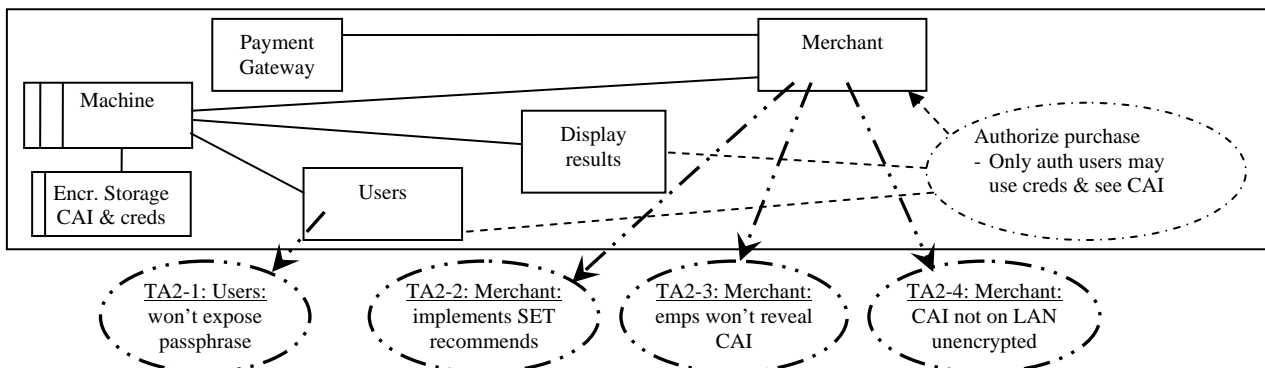 Payment
Gateway
Merchant
Machine
Display
results
Authorize purchase
- Only auth users may
use creds & see CAI
Encr. Storage
CAI & creds
Users
TA2-1: Users:
won't expose
passphrase
TA2-2: Merchant:
implements SET
recommends
TA2-3: Merchant:
emps won't reveal
CAI
TA2-4: Merchant:
CAI not on LAN
unencrypted